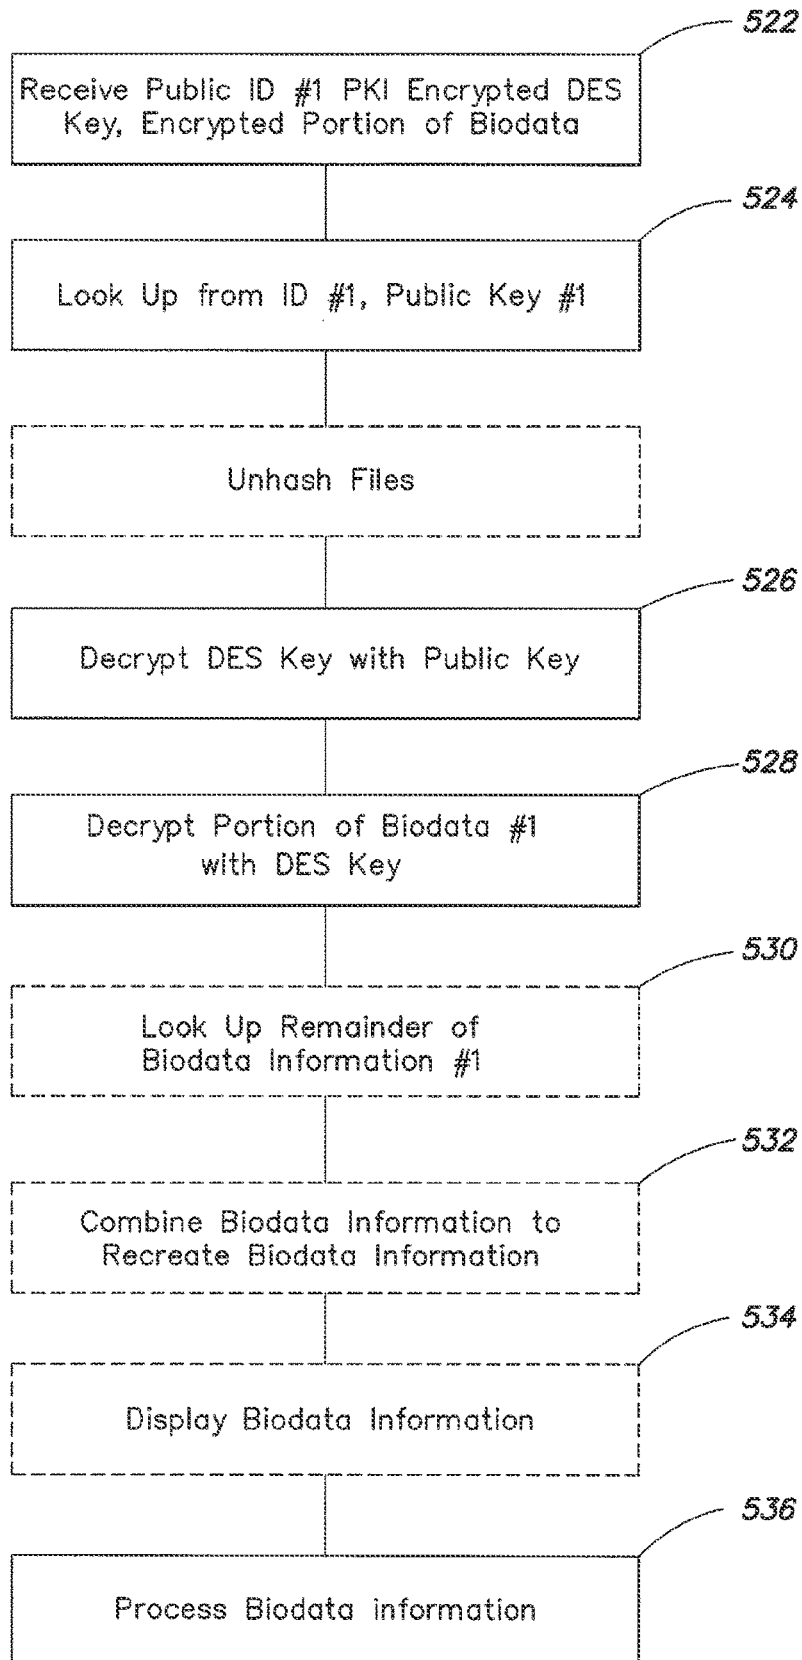 522
Receive Public ID #1 PKI Encrypted DES
Key, Encrypted Portion of Biodata
524
Look Up from ID #1, Public Key #1
Unhash Files
526
Decrypt DES Key with Public Key
528
Decrypt Portion of Biodata #1
with DES Key
530
Look Up Remainder of
Biodata Information #1
532
Combine Biodata Information to
Recreate Biodata Information
534
Display Biodata Information
536
Process Biodata information